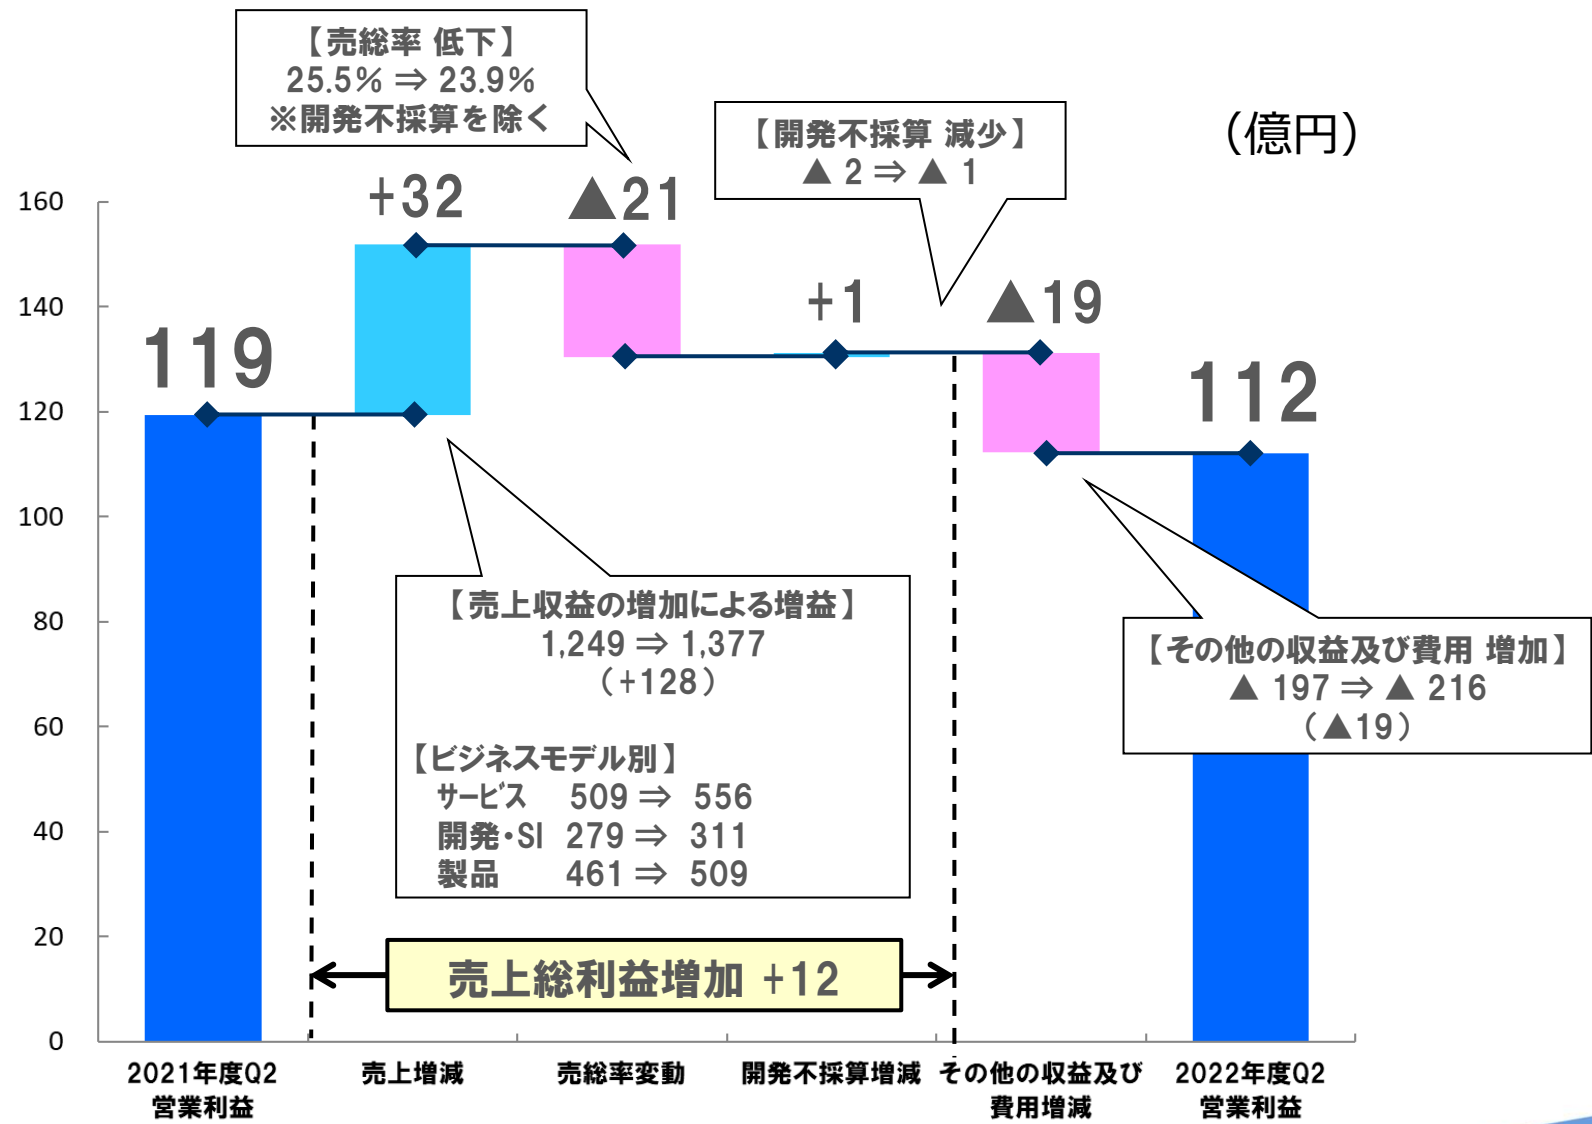 【売総率 低下】
25.5% ⇒ 23.9%
※開発不採算を除く
【開発不採算 減少】
▲ 2 ⇒ ▲ 1
（億円）
160
140
120
100
80
60
40
20
0
119
+32
▲21
+1
▲19
112
【売上収益の増加による増益】
1,249 ⇒ 1,377
（+128）
【ビジネスモデル別】
サービス 509 ⇒ 556
開発・SI 279 ⇒ 311
製品 461 ⇒ 509
【その他の収益及び費用 増加】
▲ 197 ⇒ ▲ 216
（▲19）
売上総利益増加 +12
2021年度Q2
営業利益
売上増減
売総率変動
開発不採算増減
その他の収益及び
費用増減
2022年度Q2
営業利益